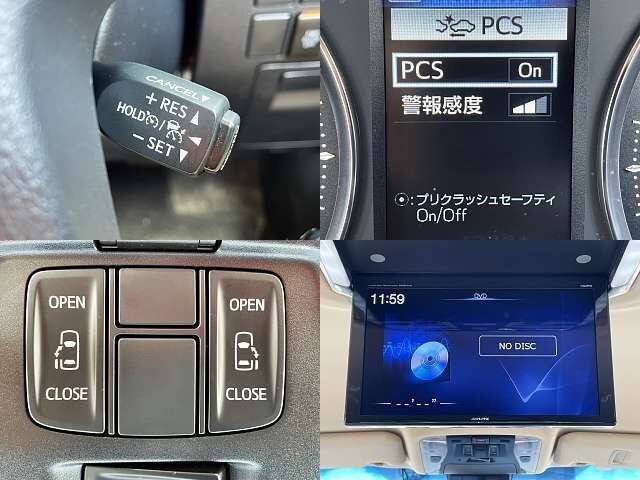 CANCEL▼
+ RES▲
HOLD /
− SET▼
PCS
PCS On
警報感度
: プリクラッシュセーフティ
On/Off
OPEN
CLOSE
OPEN
CLOSE
11:59
DVD
NO DISC
ALPINE